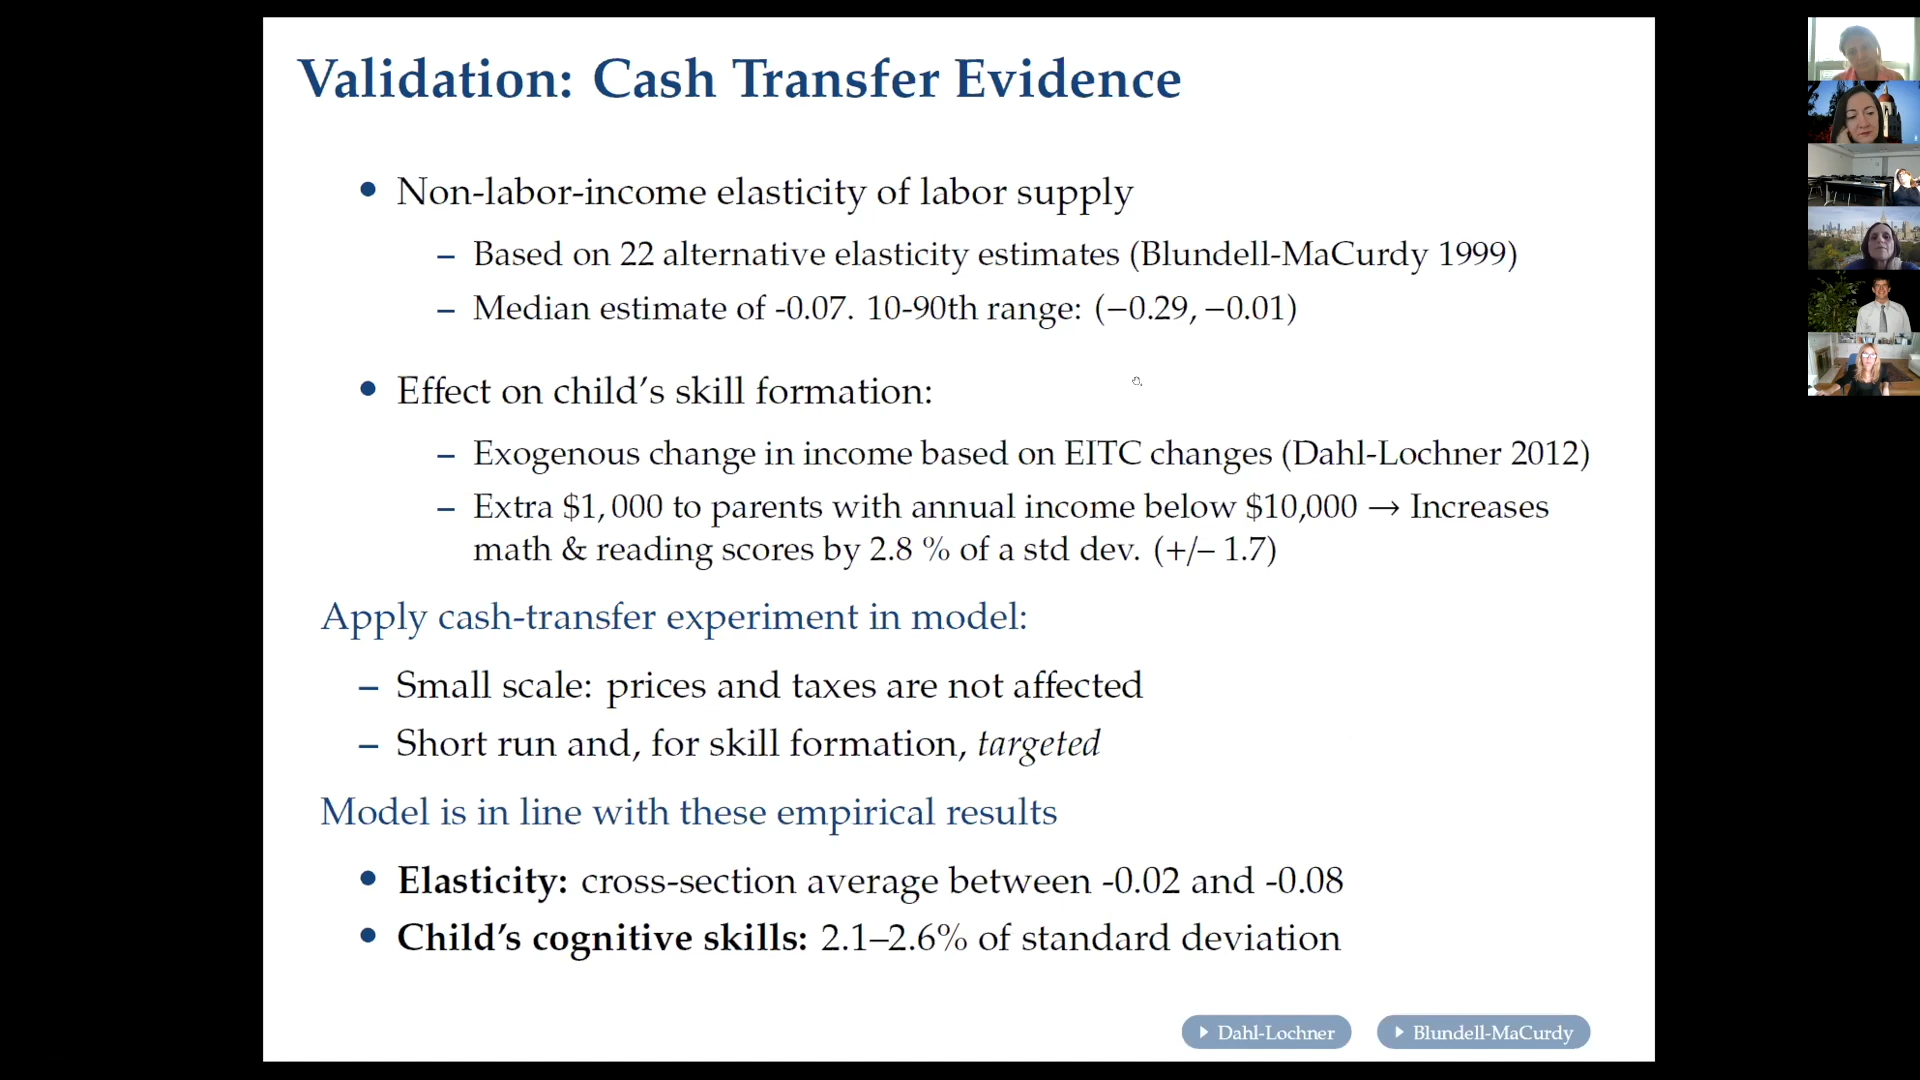 Validation: Cash Transfer Evidence
• Non-labor-income elasticity of labor supply
– Based on 22 alternative elasticity estimates (Blundell-MaCurdy 1999)
– Median estimate of -0.07. 10-90th range: (−0.29, −0.01)
• Effect on child's skill formation:
– Exogenous change in income based on EITC changes (Dahl-Lochner 2012)
– Extra $1, 000 to parents with annual income below $10,000 → Increases
math & reading scores by 2.8 % of a std dev. (+/– 1.7)
Apply cash-transfer experiment in model:
– Small scale: prices and taxes are not affected
– Short run and, for skill formation, targeted
Model is in line with these empirical results
• Elasticity: cross-section average between -0.02 and -0.08
• Child's cognitive skills: 2.1–2.6% of standard deviation
Dahl-Lochner
Blundell-MaCurdy